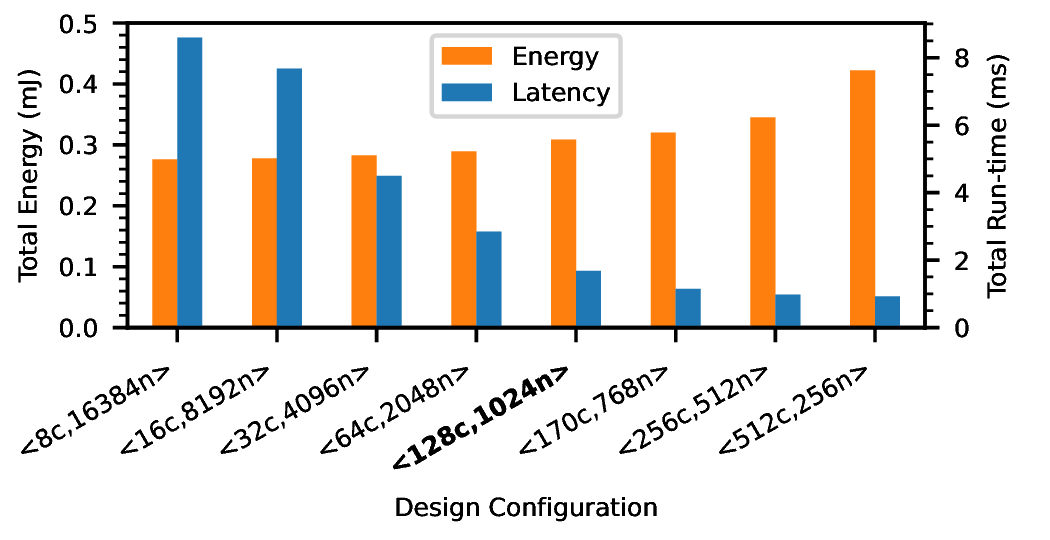 Energy
Latency
Total Energy (mJ)
0.5
0.4
0.3
0.2
0.1
0.0
8
6
4
2
0
Total Run-time (ms)
<8c,16384n>
<16c,8192n>
<32c,4096n>
<64c,2048n>
<128c,1024n>
<170c,768n>
<256c,512n>
<512c,256n>
Design Configuration